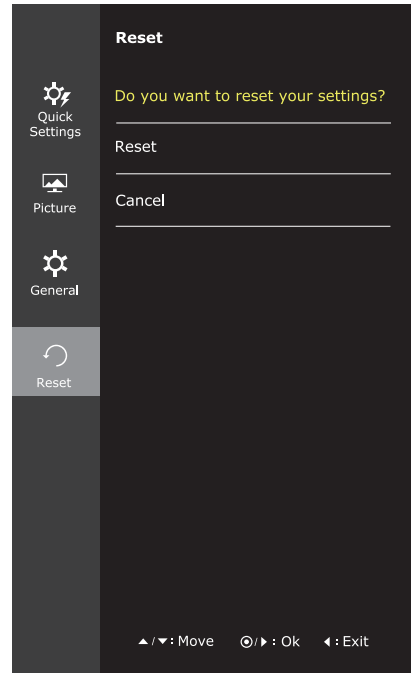 Reset
Do you want to reset your settings?
Reset
Cancel
Quick
Settings
Picture
General
Reset
▲/▼: Move ◉/▶: Ok ◀: Exit